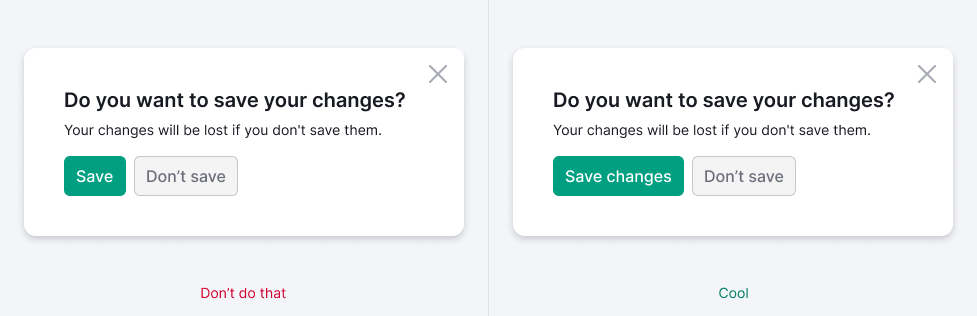 Do you want to save your changes?
Your changes will be lost if you don't save them.
Save Don’t save
Don’t do that
Do you want to save your changes?
Your changes will be lost if you don't save them.
Save changes Don’t save
Cool